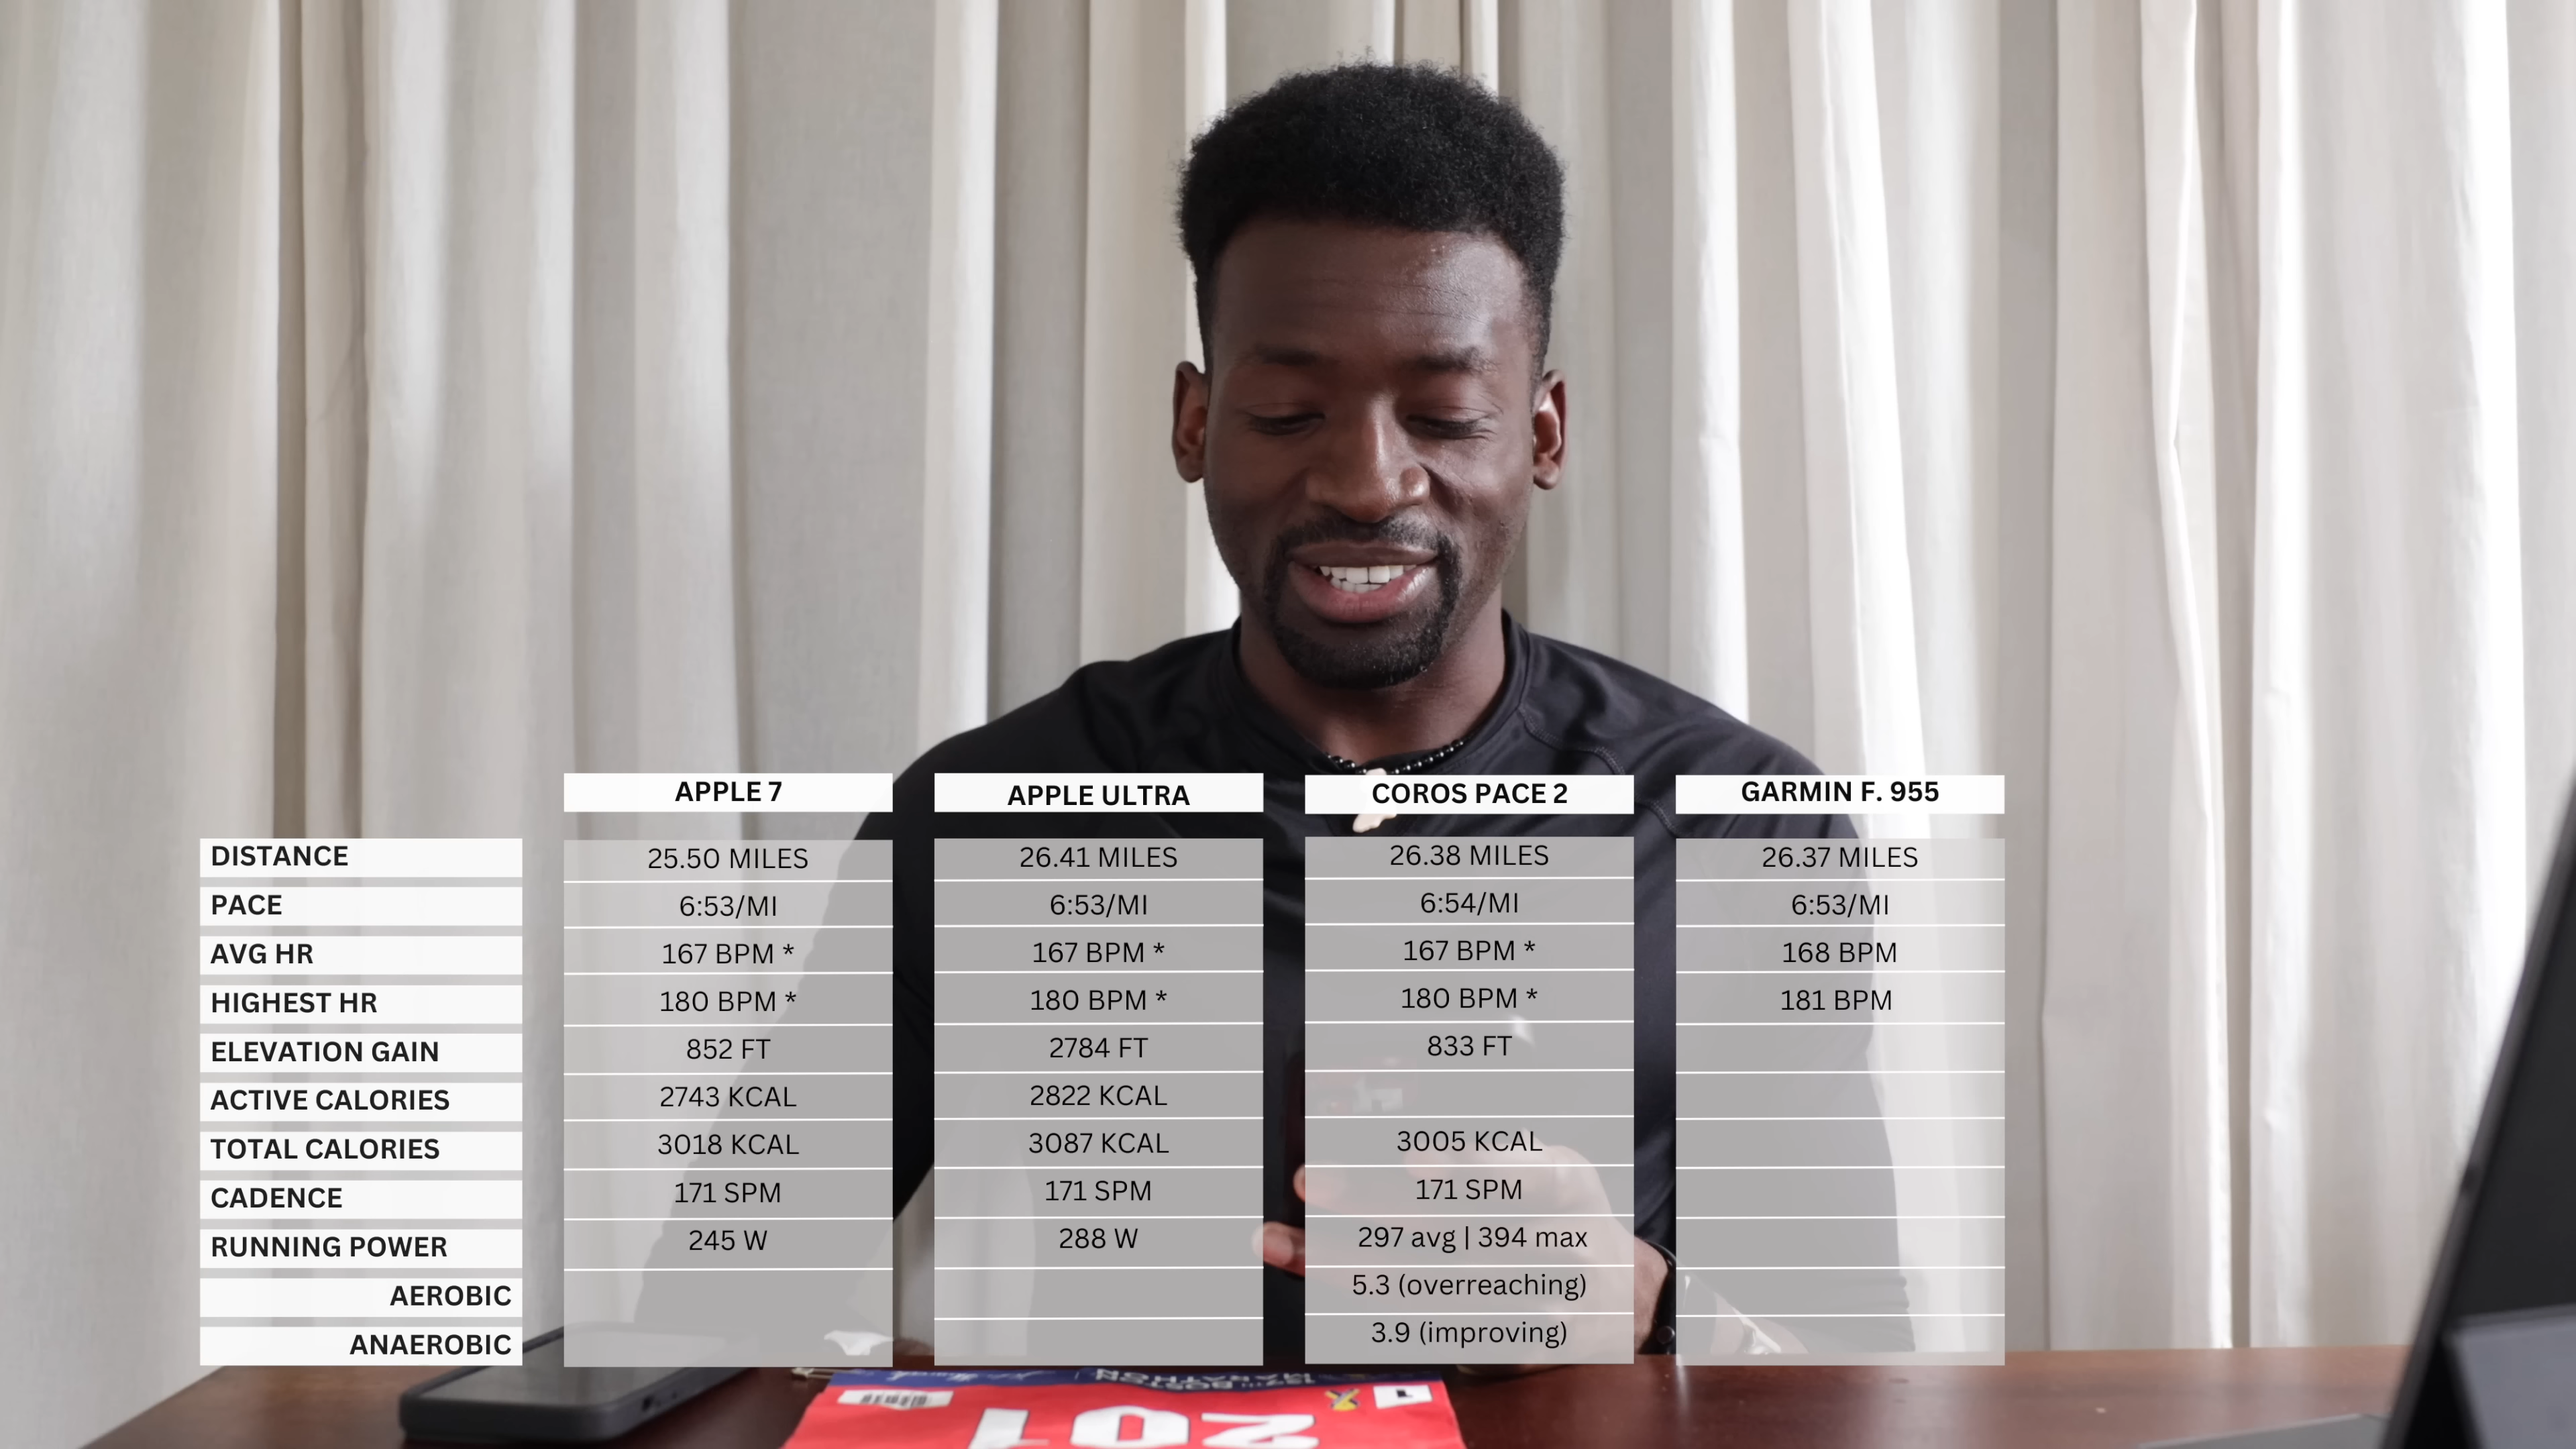 APPLE 7 APPLE ULTRA COROS PACE 2 GARMIN F. 955
DISTANCE 25.50 MILES 26.41 MILES 26.38 MILES 26.37 MILES
PACE 6:53/MI 6:53/MI 6:54/MI 6:53/MI
AVG HR 167 BPM * 167 BPM * 167 BPM * 168 BPM
HIGHEST HR 180 BPM * 180 BPM * 180 BPM * 181 BPM
ELEVATION GAIN 852 FT 2784 FT 833 FT
ACTIVE CALORIES 2743 KCAL 2822 KCAL
TOTAL CALORIES 3018 KCAL 3087 KCAL 3005 KCAL
CADENCE 171 SPM 171 SPM 171 SPM
RUNNING POWER 245 W 288 W 297 avg | 394 max
AEROBIC 5.3 (overreaching)
ANAEROBIC 3.9 (improving)
MARATHON
201